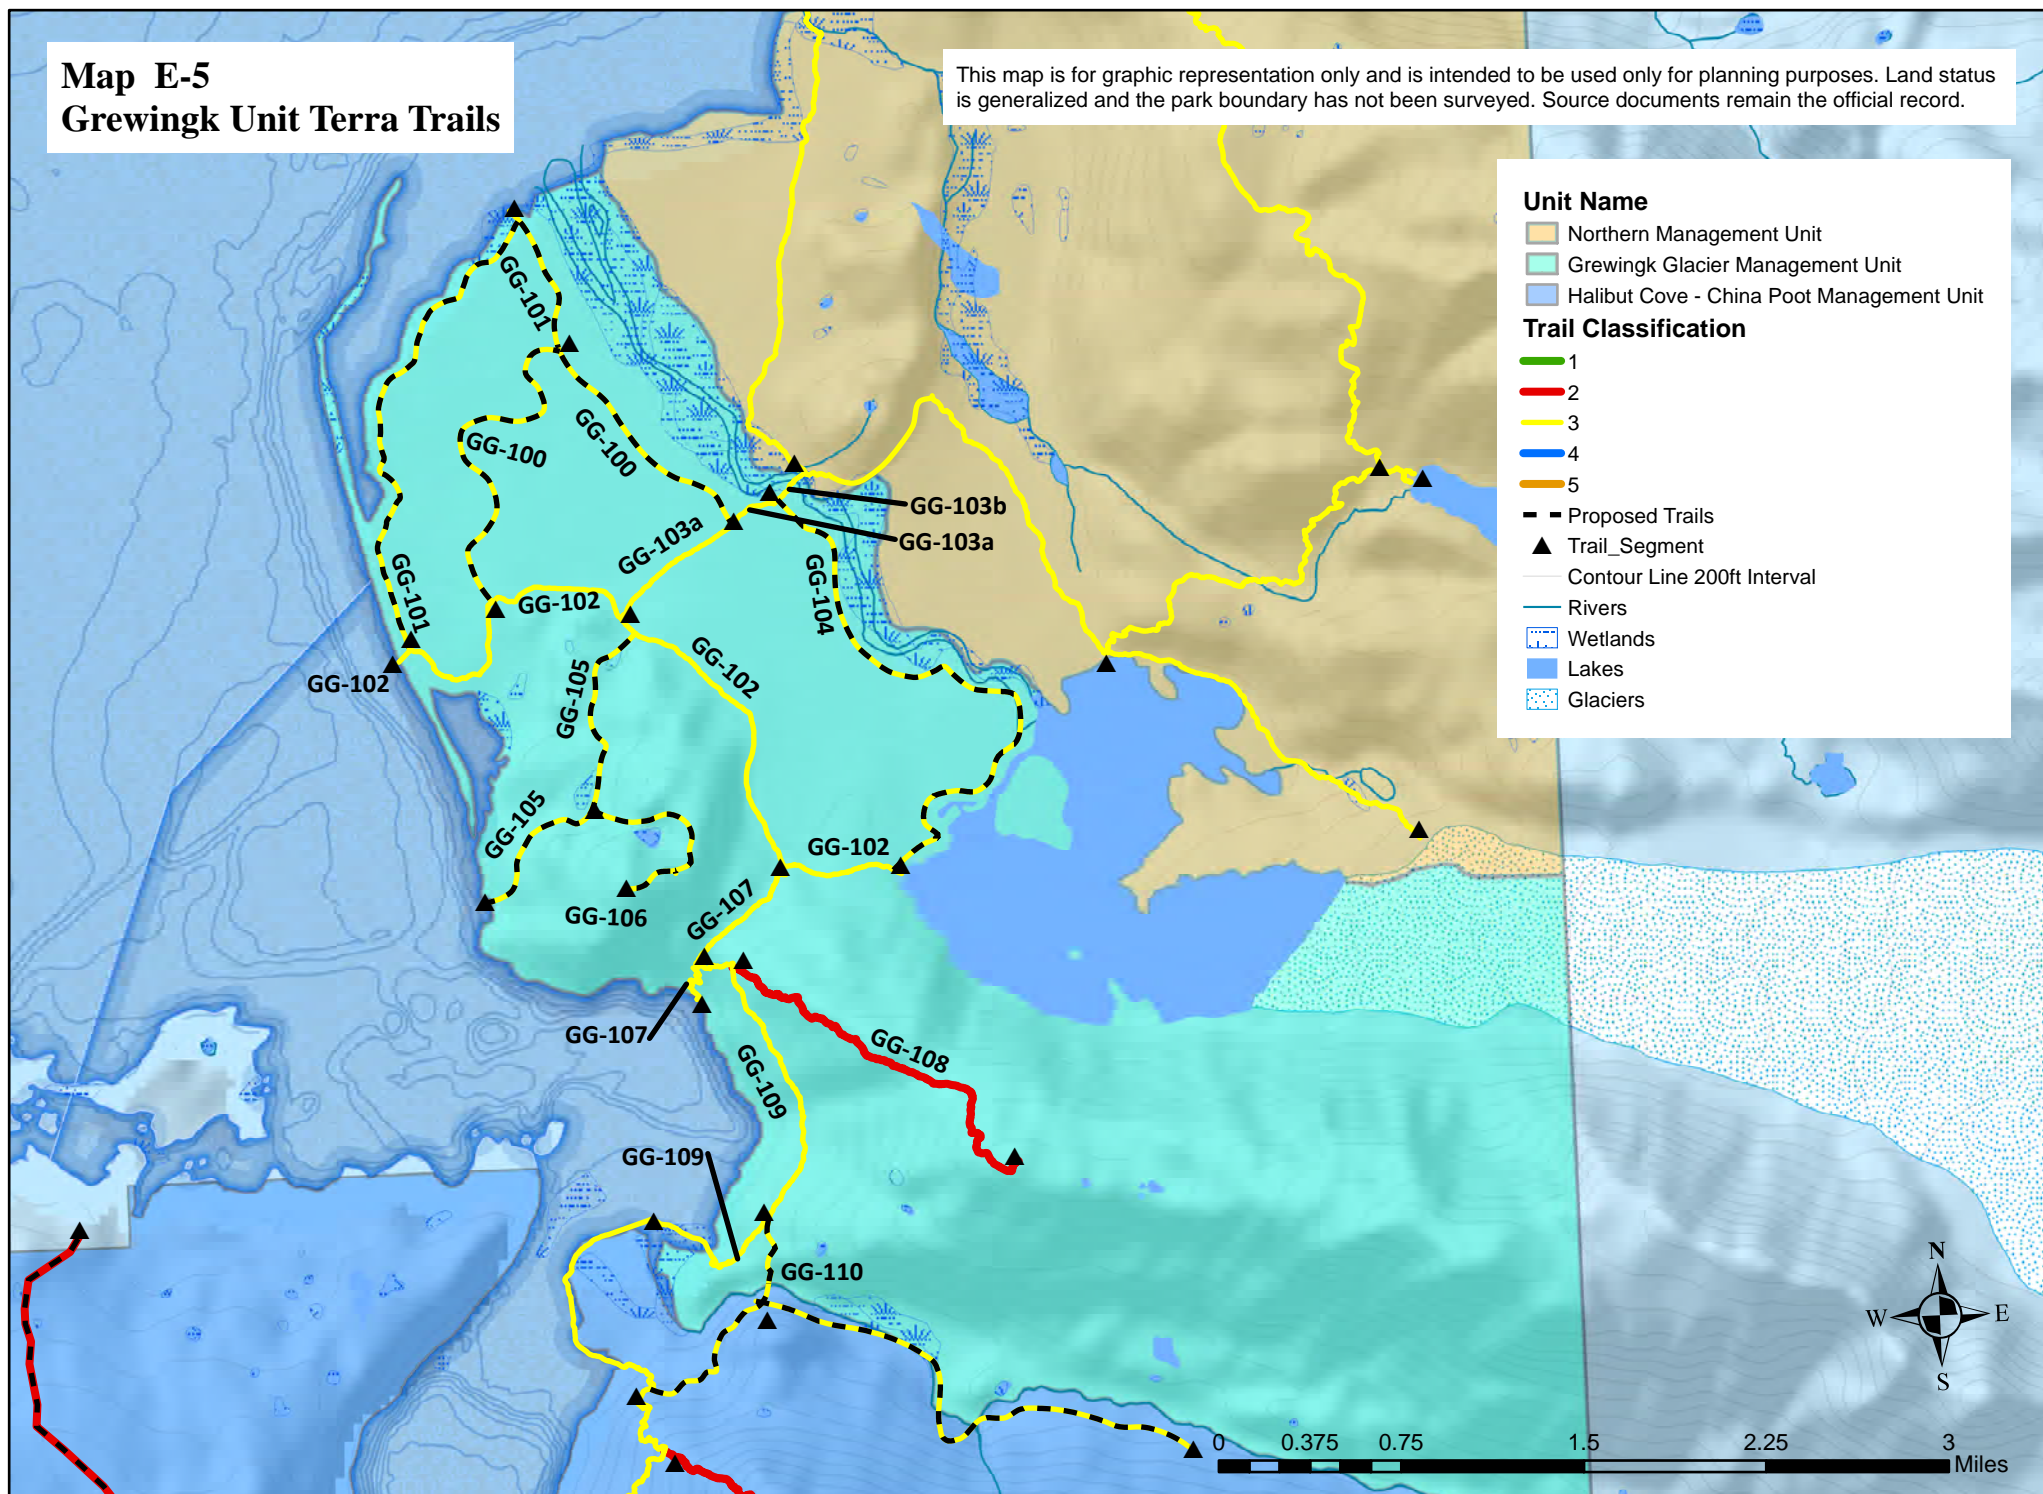 Map E-5
Grewingk Unit Terra Trails
This map is for graphic representation only and is intended to be used only for planning purposes. Land status
is generalized and the park boundary has not been surveyed. Source documents remain the official record.
Unit Name
Northern Management Unit
Grewingk Glacier Management Unit
Halibut Cove - China Poot Management Unit
Trail Classification
1
2
3
4
5
Proposed Trails
Trail_Segment
Contour Line 200ft Interval
Rivers
Wetlands
Lakes
Glaciers
GG-101
GG-100
GG-100
GG-103b
GG-103a
GG-103a
GG-101
GG-102
GG-104
GG-102
GG-102
GG-105
GG-105
GG-102
GG-106
GG-107
GG-107
GG-108
GG-109
GG-109
GG-110
N
W
E
S
0 0.375 0.75 1.5 2.25 3
Miles